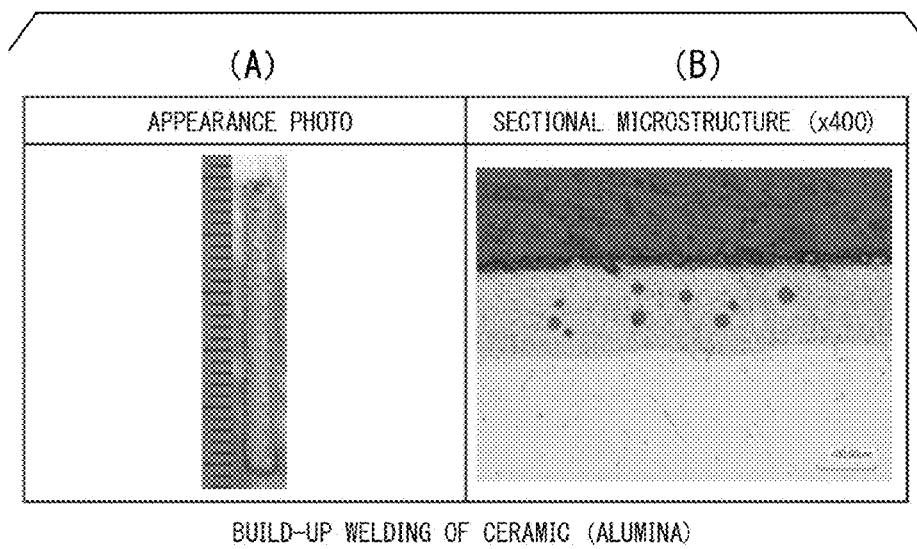 (A)
(B)
APPEARANCE PHOTO
SECTIONAL MICROSTRUCTURE (x400)
BUILD-UP WELDING OF CERAMIC (ALUMINA)